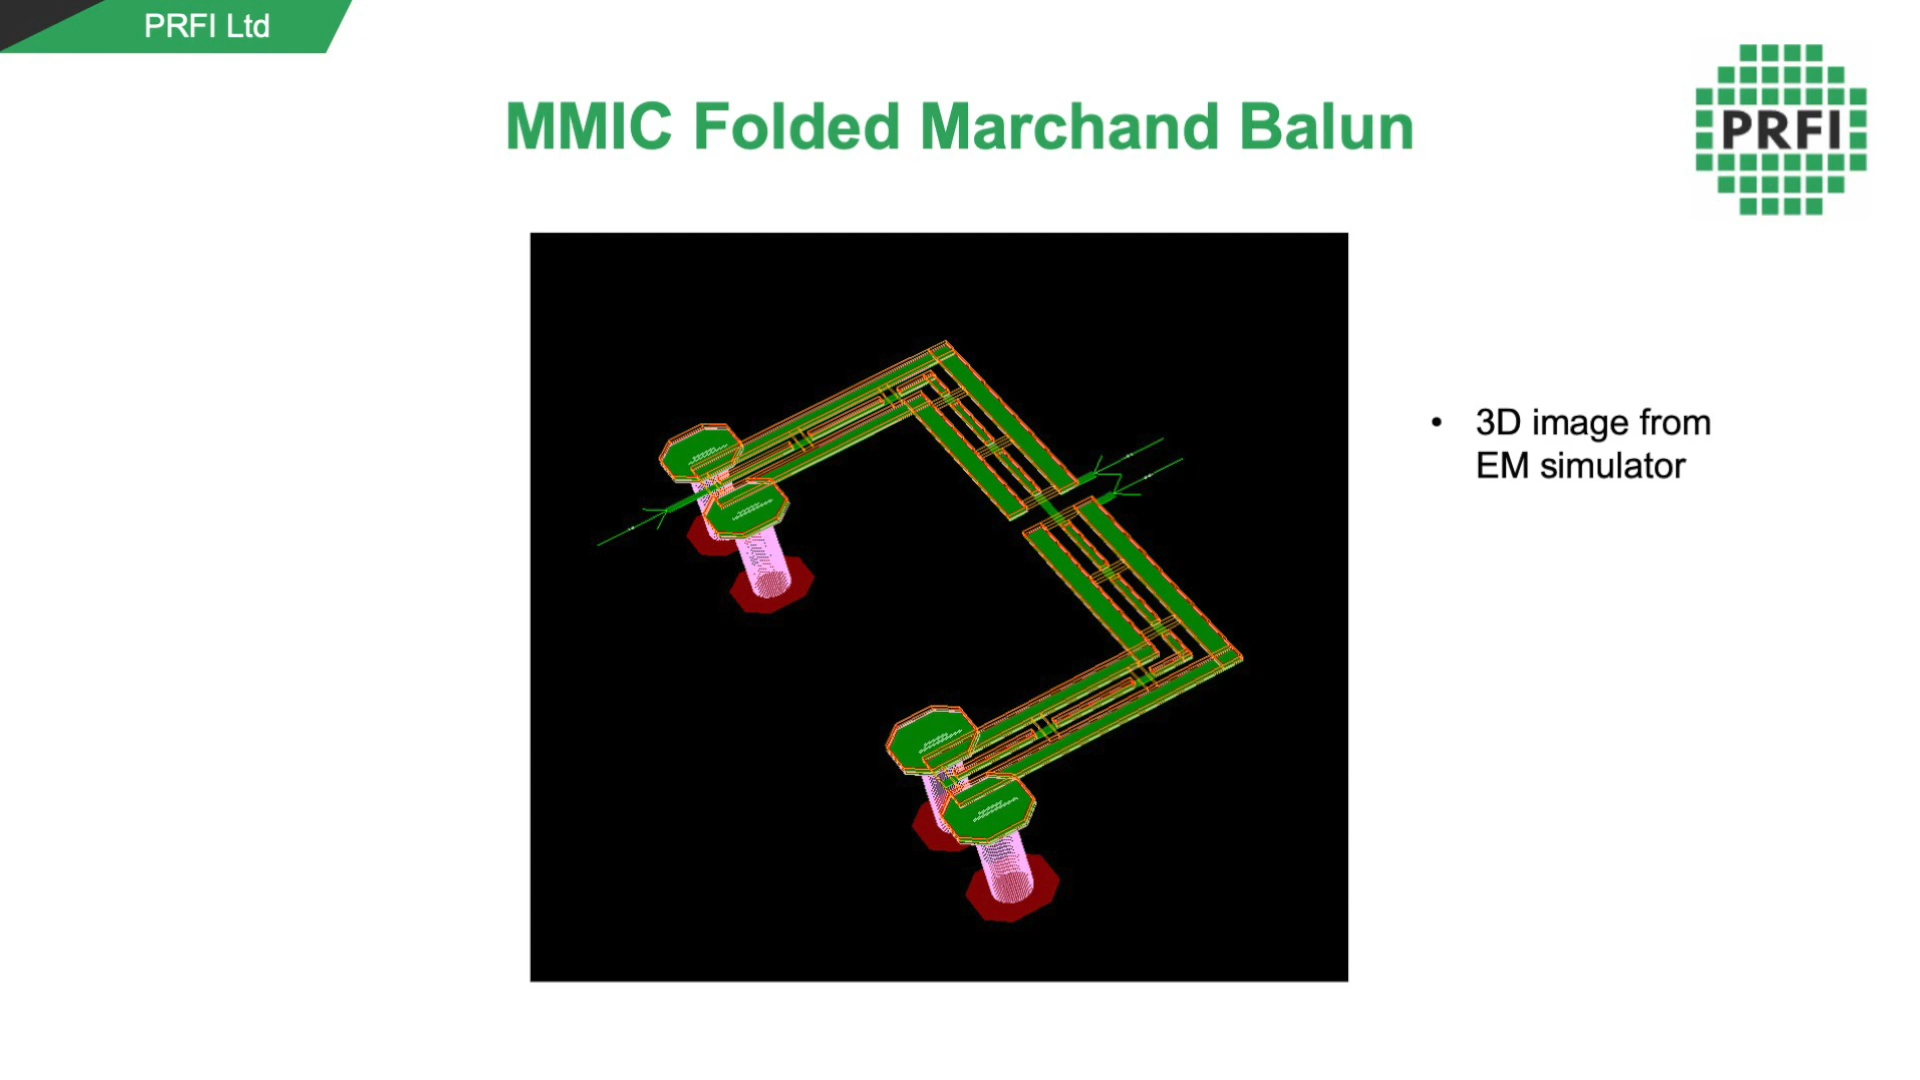 PRFI Ltd
MMIC Folded Marchand Balun
PRFI
• 3D image from
EM simulator